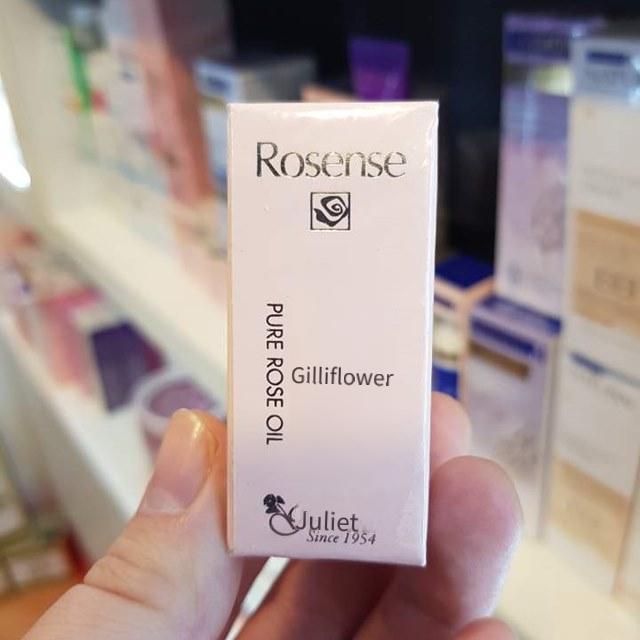 Rosense
PURE ROSE OIL
Gilliflower
Juliet
Since 1954